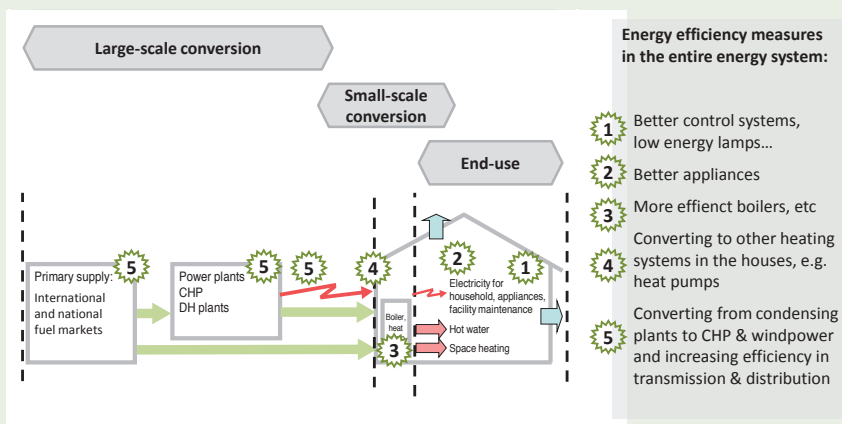 Large-scale conversion
Small-scale
conversion
End-use
Primary supply:
International
and national
fuel markets
5
Power plants
CHP
DH plants
5
5
4
Boiler,
heat
3
2
1
Electricity for
household, appliances,
facility maintenance
Hot water
Space heating
Energy efficiency measures
in the entire energy system:
1
Better control systems,
low energy lamps…
2
Better appliances
3
More effienct boilers, etc
4
Converting to other heating
systems in the houses, e.g.
heat pumps
5
Converting from condensing
plants to CHP & windpower
and increasing efficiency in
transmission & distribution